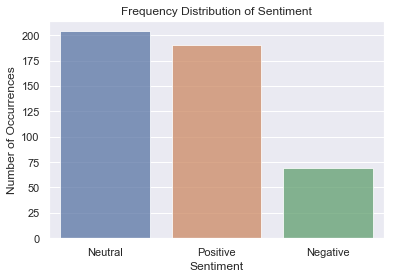 Frequency Distribution of Sentiment
Number of Occurrences
200
175
150
125
100
75
50
25
0
Neutral Positive Negative
Sentiment